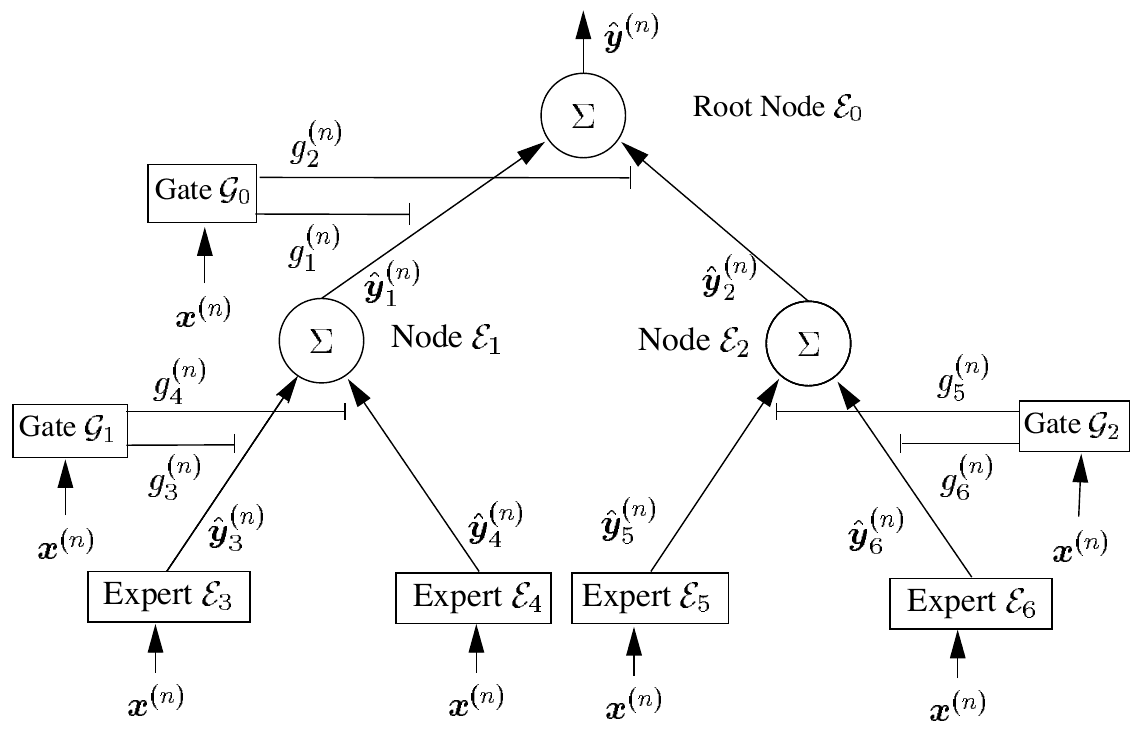 ŷ^(n)
Σ
Root Node ℰ₀
g₂^(n)
Gate 𝒢₀
g₁^(n)
ŷ₁^(n)
ŷ₂^(n)
x^(n)
Σ
Node ℰ₁
Node ℰ₂
Σ
g₄^(n)
g₅^(n)
Gate 𝒢₁
Gate 𝒢₂
g₃^(n)
g₆^(n)
x^(n)
ŷ₃^(n)
ŷ₄^(n)
ŷ₅^(n)
ŷ₆^(n)
x^(n)
Expert ℰ₃
Expert ℰ₄
Expert ℰ₅
Expert ℰ₆
x^(n)
x^(n)
x^(n)
x^(n)